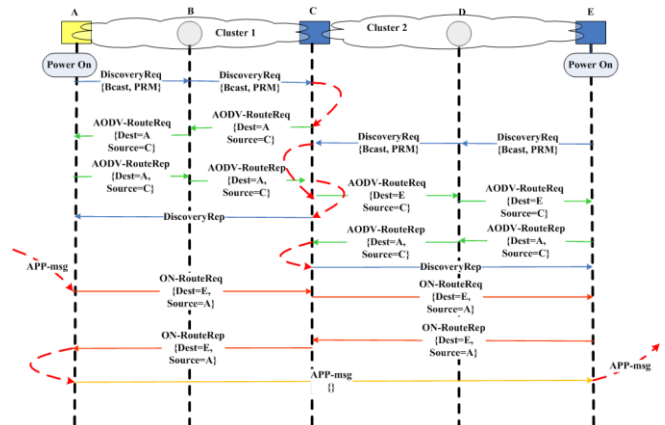 A B C D E
Cluster 1 Cluster 2
Power On Power On
DiscoveryReq DiscoveryReq
{Bcast, PRM} {Bcast, PRM}
AODV-RouteReq AODV-RouteReq
{Dest=A {Dest=A
Source=C} Source=C}
DiscoveryReq DiscoveryReq
{Bcast, PRM} {Bcast, PRM}
AODV-RouteRep AODV-RouteRep
{Dest=A, {Dest=A,
Source=C} Source=C}
AODV-RouteReq AODV-RouteReq
{Dest=E {Dest=E
Source=C} Source=C}
DiscoveryRep
AODV-RouteRep AODV-RouteRep
{Dest=A, {Dest=A,
Source=C} Source=C}
DiscoveryRep
APP-msg
ON-RouteReq ON-RouteReq
{Dest=E, {Dest=E,
Source=A} Source=A}
ON-RouteRep
{Dest=E,
Source=A}
ON-RouteRep
{Dest=E,
Source=A}
APP-msg
APP-msg
{}